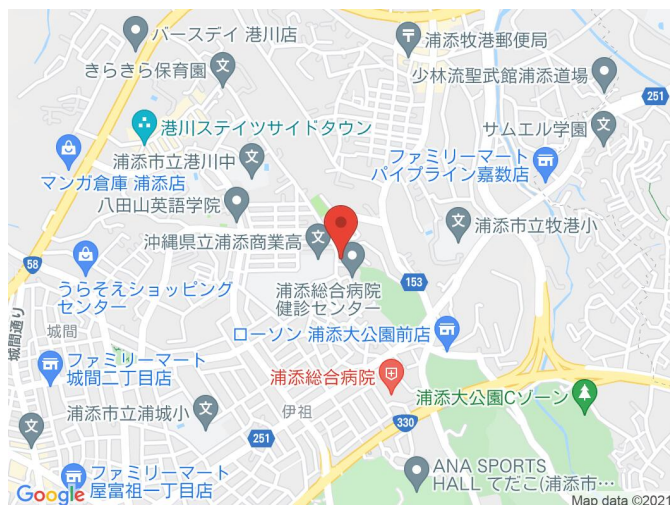 バースデイ 港川店
浦添牧港郵便局
きらきら保育園
少林流聖武館浦添道場
251
港川ステイツサイドタウン
サムエル学園
浦添市立港川中
ファミリーマート
パイプライン嘉数店
マンガ倉庫 浦添店
八田山英語学院
浦添市立牧港小
沖縄県立浦添商業高
58
うらそえショッピング
センター
浦添総合病院
健診センター
153
城間通り
城間
ローソン 浦添大公園前店
ファミリーマート
城間二丁目店
浦添総合病院
浦添大公園Cゾーン
浦添市立浦城小
伊祖
330
251
ファミリーマート
屋富祖一丁目店
ANA SPORTS
HALL てだこ(浦添市…
Google
Map data ©2021